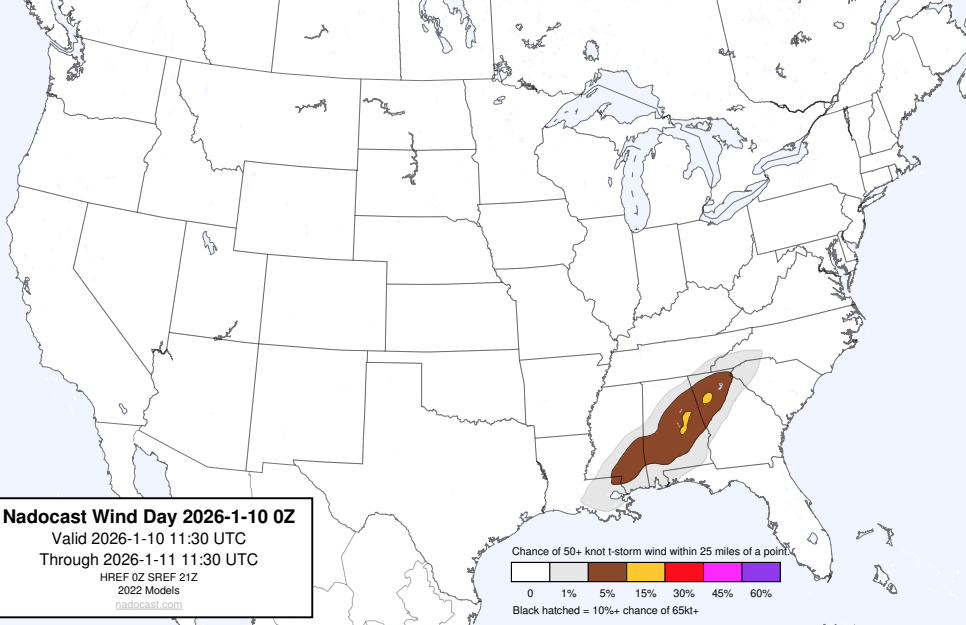 Nadocast Wind Day 2026-1-10 0Z
Valid 2026-1-10 11:30 UTC
Through 2026-1-11 11:30 UTC
HREF 0Z SREF 21Z
2022 Models
nadocast.com
Chance of 50+ knot t-storm wind within 25 miles of a point.
0 1% 5% 15% 30% 45% 60%
Black hatched = 10%+ chance of 65kt+